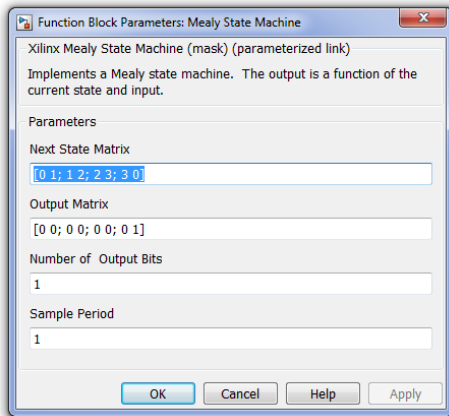 Function Block Parameters: Mealy State Machine
Xilinx Mealy State Machine (mask) (parameterized link)
Implements a Mealy state machine.  The output is a function of the
current state and input.
Parameters
Next State Matrix
[0 1; 1 2; 2 3; 3 0]
Output Matrix
[0 0; 0 0; 0 0; 0 1]
Number of  Output Bits
1
Sample Period
1
OK Cancel Help Apply